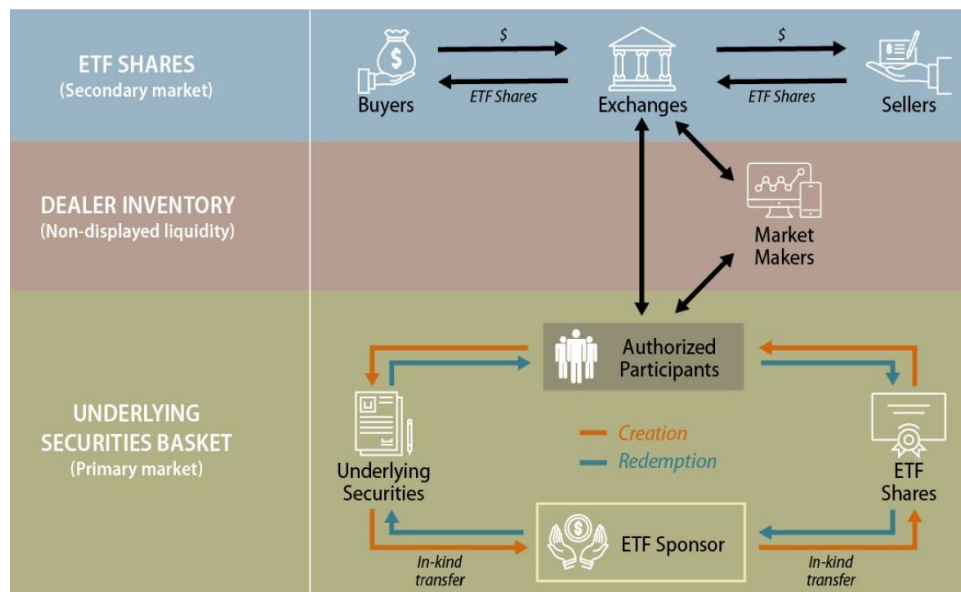 ETF SHARES
(Secondary market)
$
$
$
Buyers
ETF Shares
Exchanges
ETF Shares
Sellers
DEALER INVENTORY
(Non-displayed liquidity)
Market
Makers
Authorized
Participants
UNDERLYING
SECURITIES BASKET
(Primary market)
Creation
Redemption
Underlying
Securities
ETF
Shares
$
ETF Sponsor
In-kind
transfer
In-kind
transfer